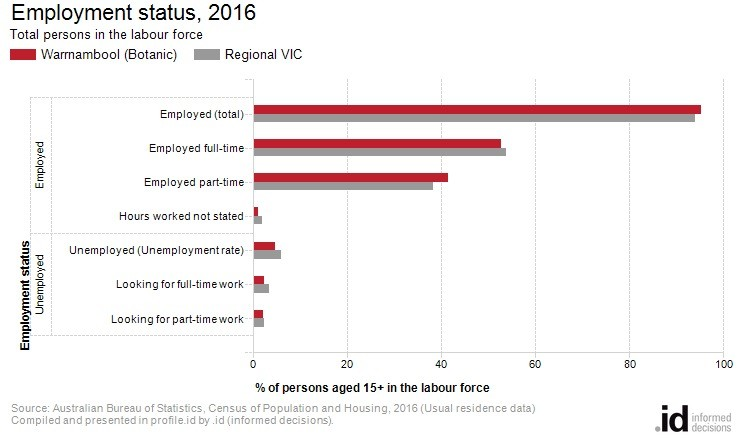 Employment status, 2016
Total persons in the labour force
Warrnambool (Botanic) Regional VIC
Employment status
Employed
Employed (total)
Employed full-time
Employed part-time
Hours worked not stated
Unemployed
Unemployed (Unemployment rate)
Looking for full-time work
Looking for part-time work
0 20 40 60 80 100
% of persons aged 15+ in the labour force
Source: Australian Bureau of Statistics, Census of Population and Housing, 2016 (Usual residence data)
Compiled and presented in profile.id by .id (informed decisions).
.id informed
decisions